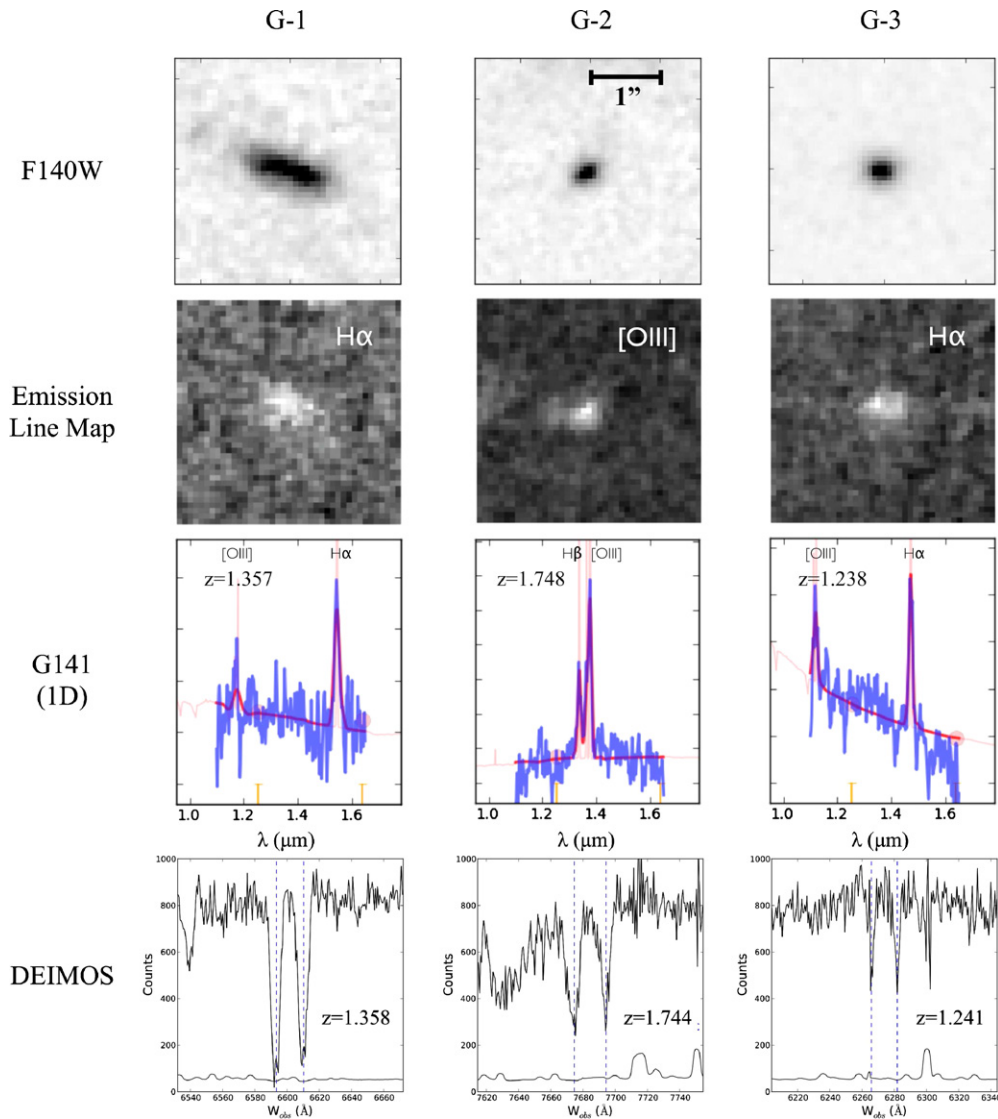 G-1 G-2 G-3
F140W
1”
Emission
Line Map
Hα [OIII] Hα
G141
(1D)
[OIII] Hα
z=1.357
Hβ [OIII]
z=1.748
[OIII] Hα
z=1.238
1.0 1.2 1.4 1.6
1.0 1.2 1.4 1.6
1.0 1.2 1.4 1.6
λ (μm) λ (μm) λ (μm)
DEIMOS
1000
800
600
400
200
0
Counts
z=1.358
6540 6560 6580 6600 6620 6640 6660
Wobs (Å)
1000
800
600
400
200
0
Counts
z=1.744
7620 7640 7660 7680 7700 7720 7740
Wobs (Å)
1000
800
600
400
200
0
Counts
z=1.241
6220 6240 6260 6280 6300 6320 6340
Wobs (Å)